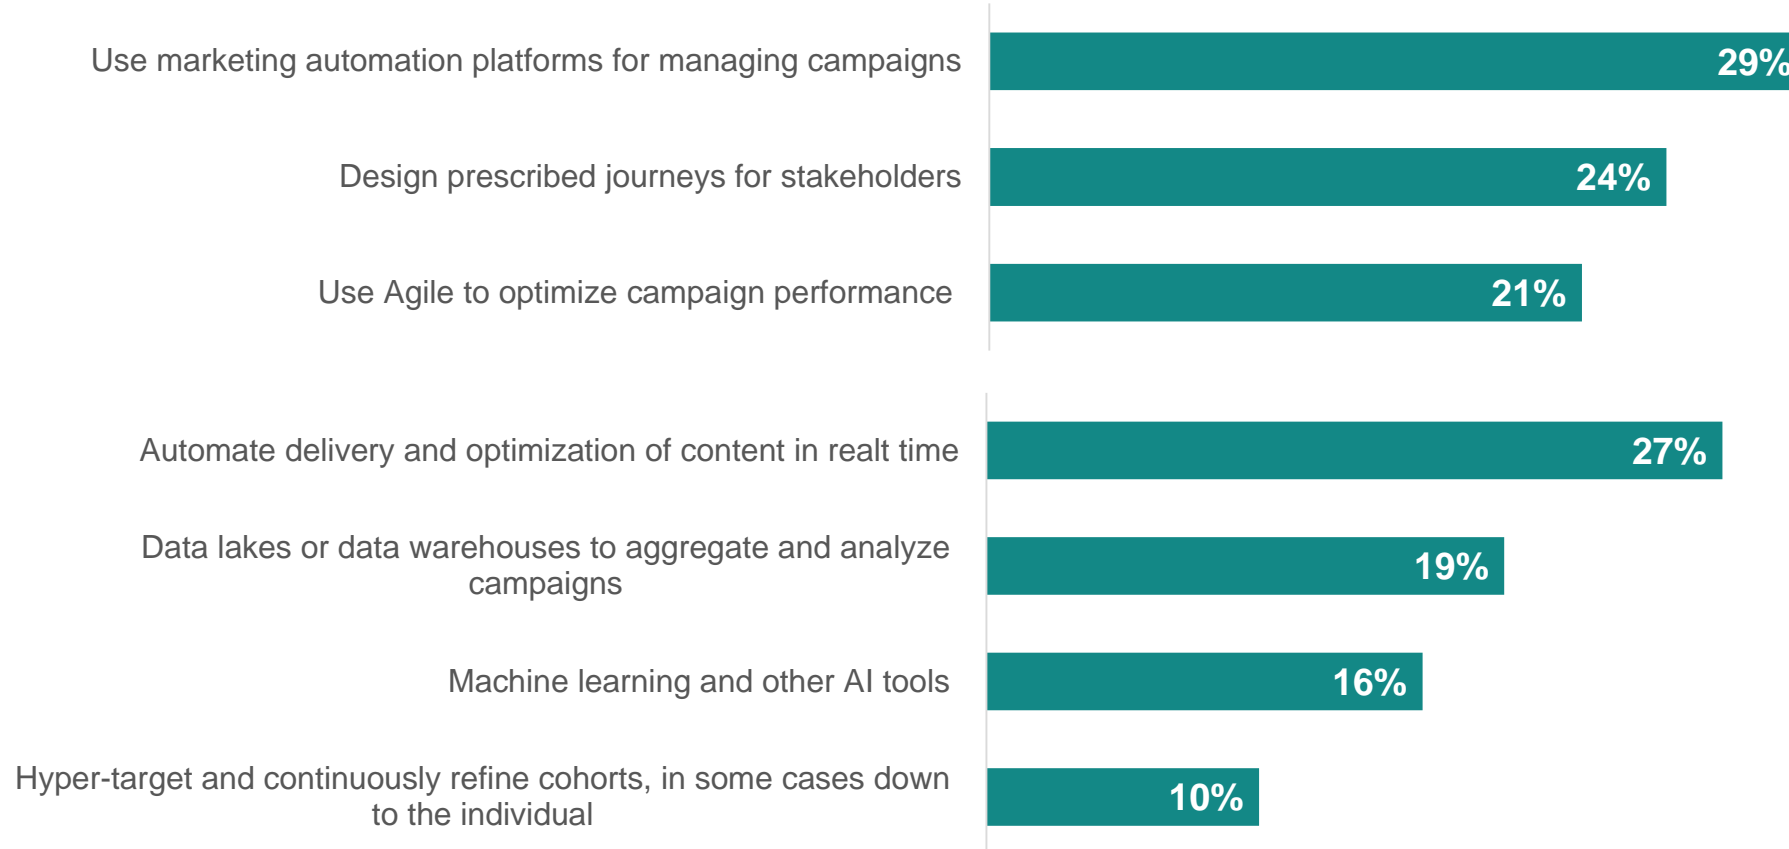 Use marketing automation platforms for managing campaigns
29%
Design prescribed journeys for stakeholders
24%
Use Agile to optimize campaign performance
21%
Automate delivery and optimization of content in realt time
27%
Data lakes or data warehouses to aggregate and analyze
campaigns
19%
Machine learning and other AI tools
16%
Hyper-target and continuously refine cohorts, in some cases down
to the individual
10%